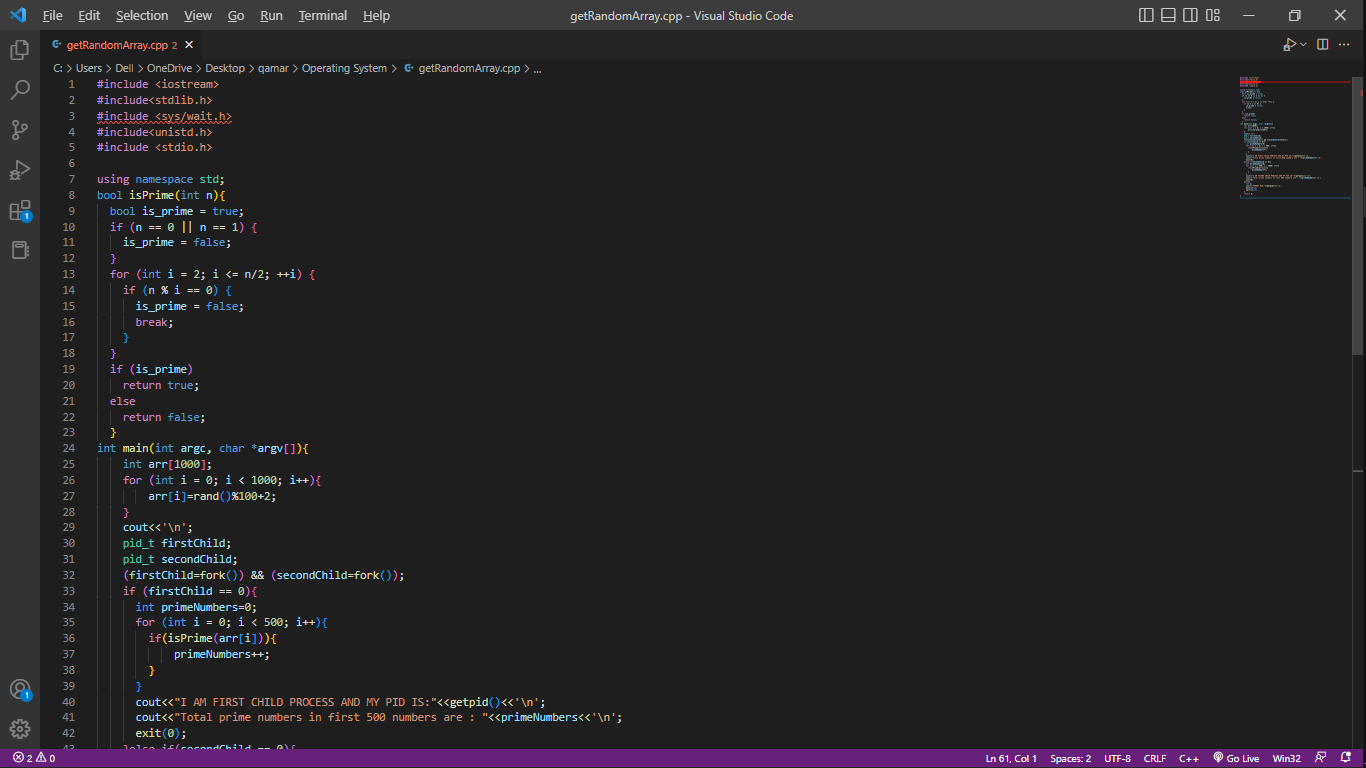 File Edit Selection View Go Run Terminal Help getRandomArray.cpp - Visual Studio Code
getRandomArray.cpp 2
C: > Users > Dell > OneDrive > Desktop > qamar > Operating System > getRandomArray.cpp > ...
1 #include <iostream>
2 #include<stdlib.h>
3 #include <sys/wait.h>
4 #include<unistd.h>
5 #include <stdio.h>
6
7 using namespace std;
8 bool isPrime(int n){
9 bool is_prime = true;
10 if (n == 0 || n == 1) {
11 is_prime = false;
12 }
13 for (int i = 2; i <= n/2; ++i) {
14 if (n % i == 0) {
15 is_prime = false;
16 break;
17 }
18 }
19 if (is_prime)
20 return true;
21 else
22 return false;
23 }
24 int main(int argc, char *argv[]){
25 int arr[1000];
26 for (int i = 0; i < 1000; i++){
27 arr[i]=rand()%100+2;
28 }
29 cout<<'\n';
30 pid_t firstChild;
31 pid_t secondChild;
32 (firstChild=fork()) && (secondChild=fork());
33 if (firstChild == 0){
34 int primeNumbers=0;
35 for (int i = 0; i < 500; i++){
36 if(isPrime(arr[i])){
37 primeNumbers++;
38 }
39 }
40 cout<<"I AM FIRST CHILD PROCESS AND MY PID IS:"<<getpid()<<'\n';
41 cout<<"Total prime numbers in first 500 numbers are : "<<primeNumbers<<'\n';
42 exit(0);
43 }else if(secondChild == 0){
1
1
2 0 Ln 61, Col 1 Spaces: 2 UTF-8 CRLF C++ Go Live Win32